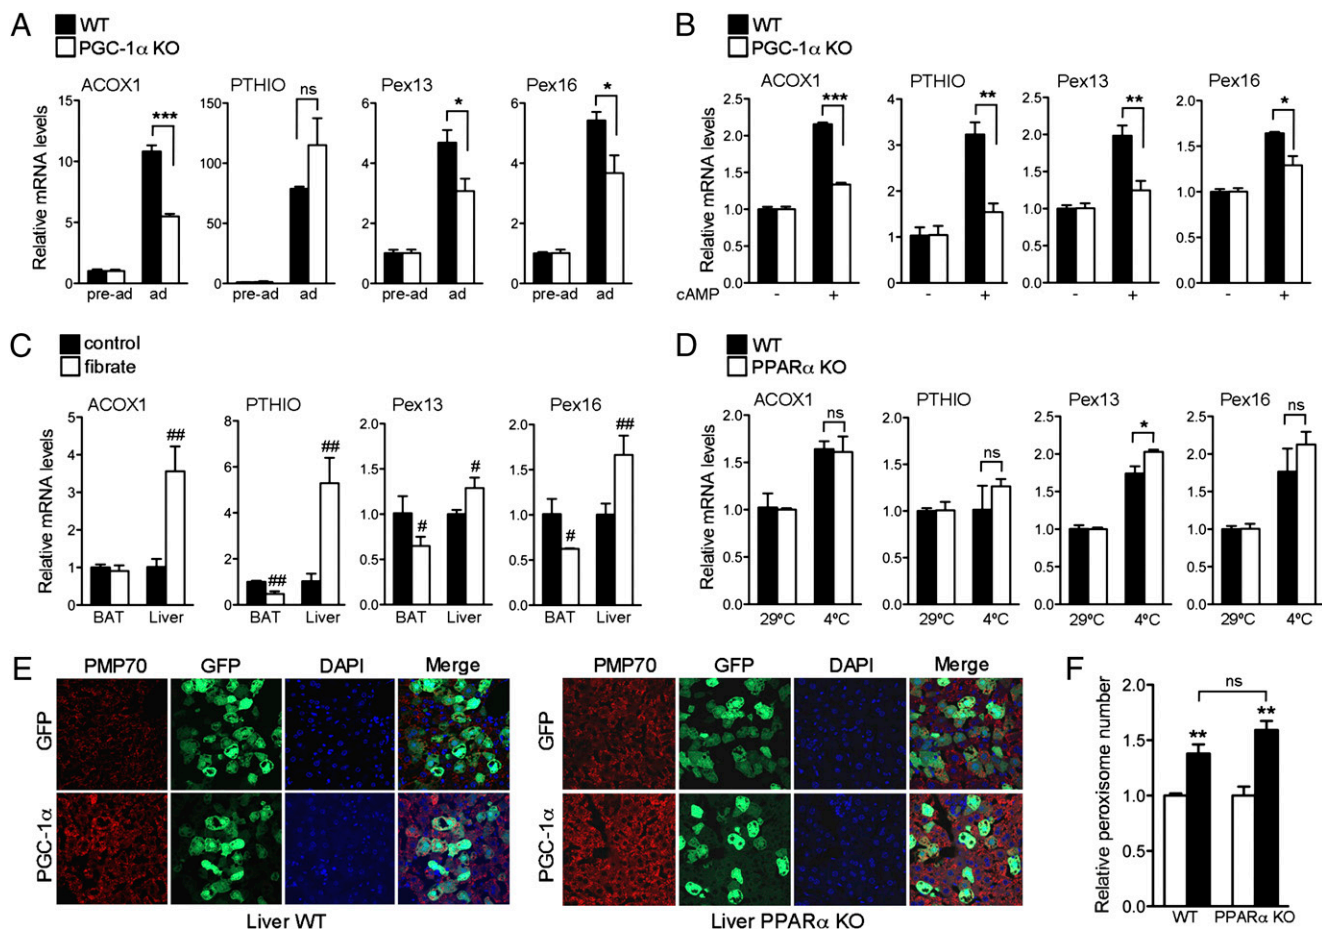 A
WT
PGC-1α KO
ACOX1
PTHIO
Pex13
Pex16
Relative mRNA levels
15
10
5
0
***
pre-ad ad
150
100
50
0
ns
pre-ad ad
6
4
2
0
*
pre-ad ad
6
4
2
0
*
pre-ad ad
B
WT
PGC-1α KO
ACOX1
PTHIO
Pex13
Pex16
Relative mRNA levels
2.5
2.0
1.5
1.0
0.5
***
cAMP - +
4
3
2
1
0
**
- +
2.5
2.0
1.5
1.0
0.5
0.0
**
- +
2.0
1.5
1.0
0.5
0.0
*
- +
C
control
fibrate
ACOX1
PTHIO
Pex13
Pex16
Relative mRNA levels
5
4
3
2
1
0
##
BAT Liver
8
6
4
2
0
##
##
BAT Liver
2.0
1.5
1.0
0.5
0.0
#
#
BAT Liver
2.0
1.5
1.0
0.5
0.0
#
##
BAT Liver
D
WT
PPARα KO
ACOX1
PTHIO
Pex13
Pex16
Relative mRNA levels
2.0
1.5
1.0
0.5
0.0
ns
29ºC 4ºC
2.0
1.5
1.0
0.5
0.0
ns
29ºC 4ºC
2.5
2.0
1.5
1.0
0.5
0.0
*
29ºC 4ºC
2.5
2.0
1.5
1.0
0.5
0.0
ns
29ºC 4ºC
E
PMP70 GFP DAPI Merge
GFP
PGC-1α
Liver WT
PMP70 GFP DAPI Merge
GFP
PGC-1α
Liver PPARα KO
F
Relative peroxisome number
2.0
1.5
1.0
0.5
0.0
ns
**
**
WT PPARα KO